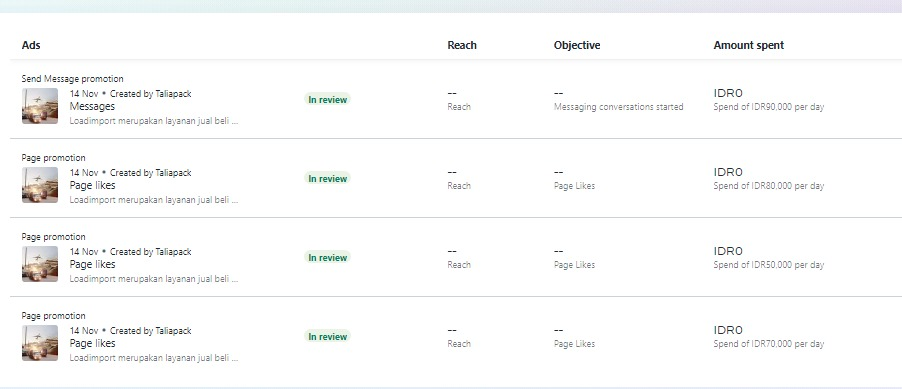 Ads Reach Objective Amount spent
Send Message promotion
14 Nov • Created by Taliapack
Messages
Loadimport merupakan layanan jual beli ...
In review
--
Reach
--
Messaging conversations started
IDR0
Spend of IDR90,000 per day
Page promotion
14 Nov • Created by Taliapack
Page likes
Loadimport merupakan layanan jual beli ...
In review
--
Reach
--
Page Likes
IDR0
Spend of IDR80,000 per day
Page promotion
14 Nov • Created by Taliapack
Page likes
Loadimport merupakan layanan jual beli ...
In review
--
Reach
--
Page Likes
IDR0
Spend of IDR50,000 per day
Page promotion
14 Nov • Created by Taliapack
Page likes
Loadimport merupakan layanan jual beli ...
In review
--
Reach
--
Page Likes
IDR0
Spend of IDR70,000 per day